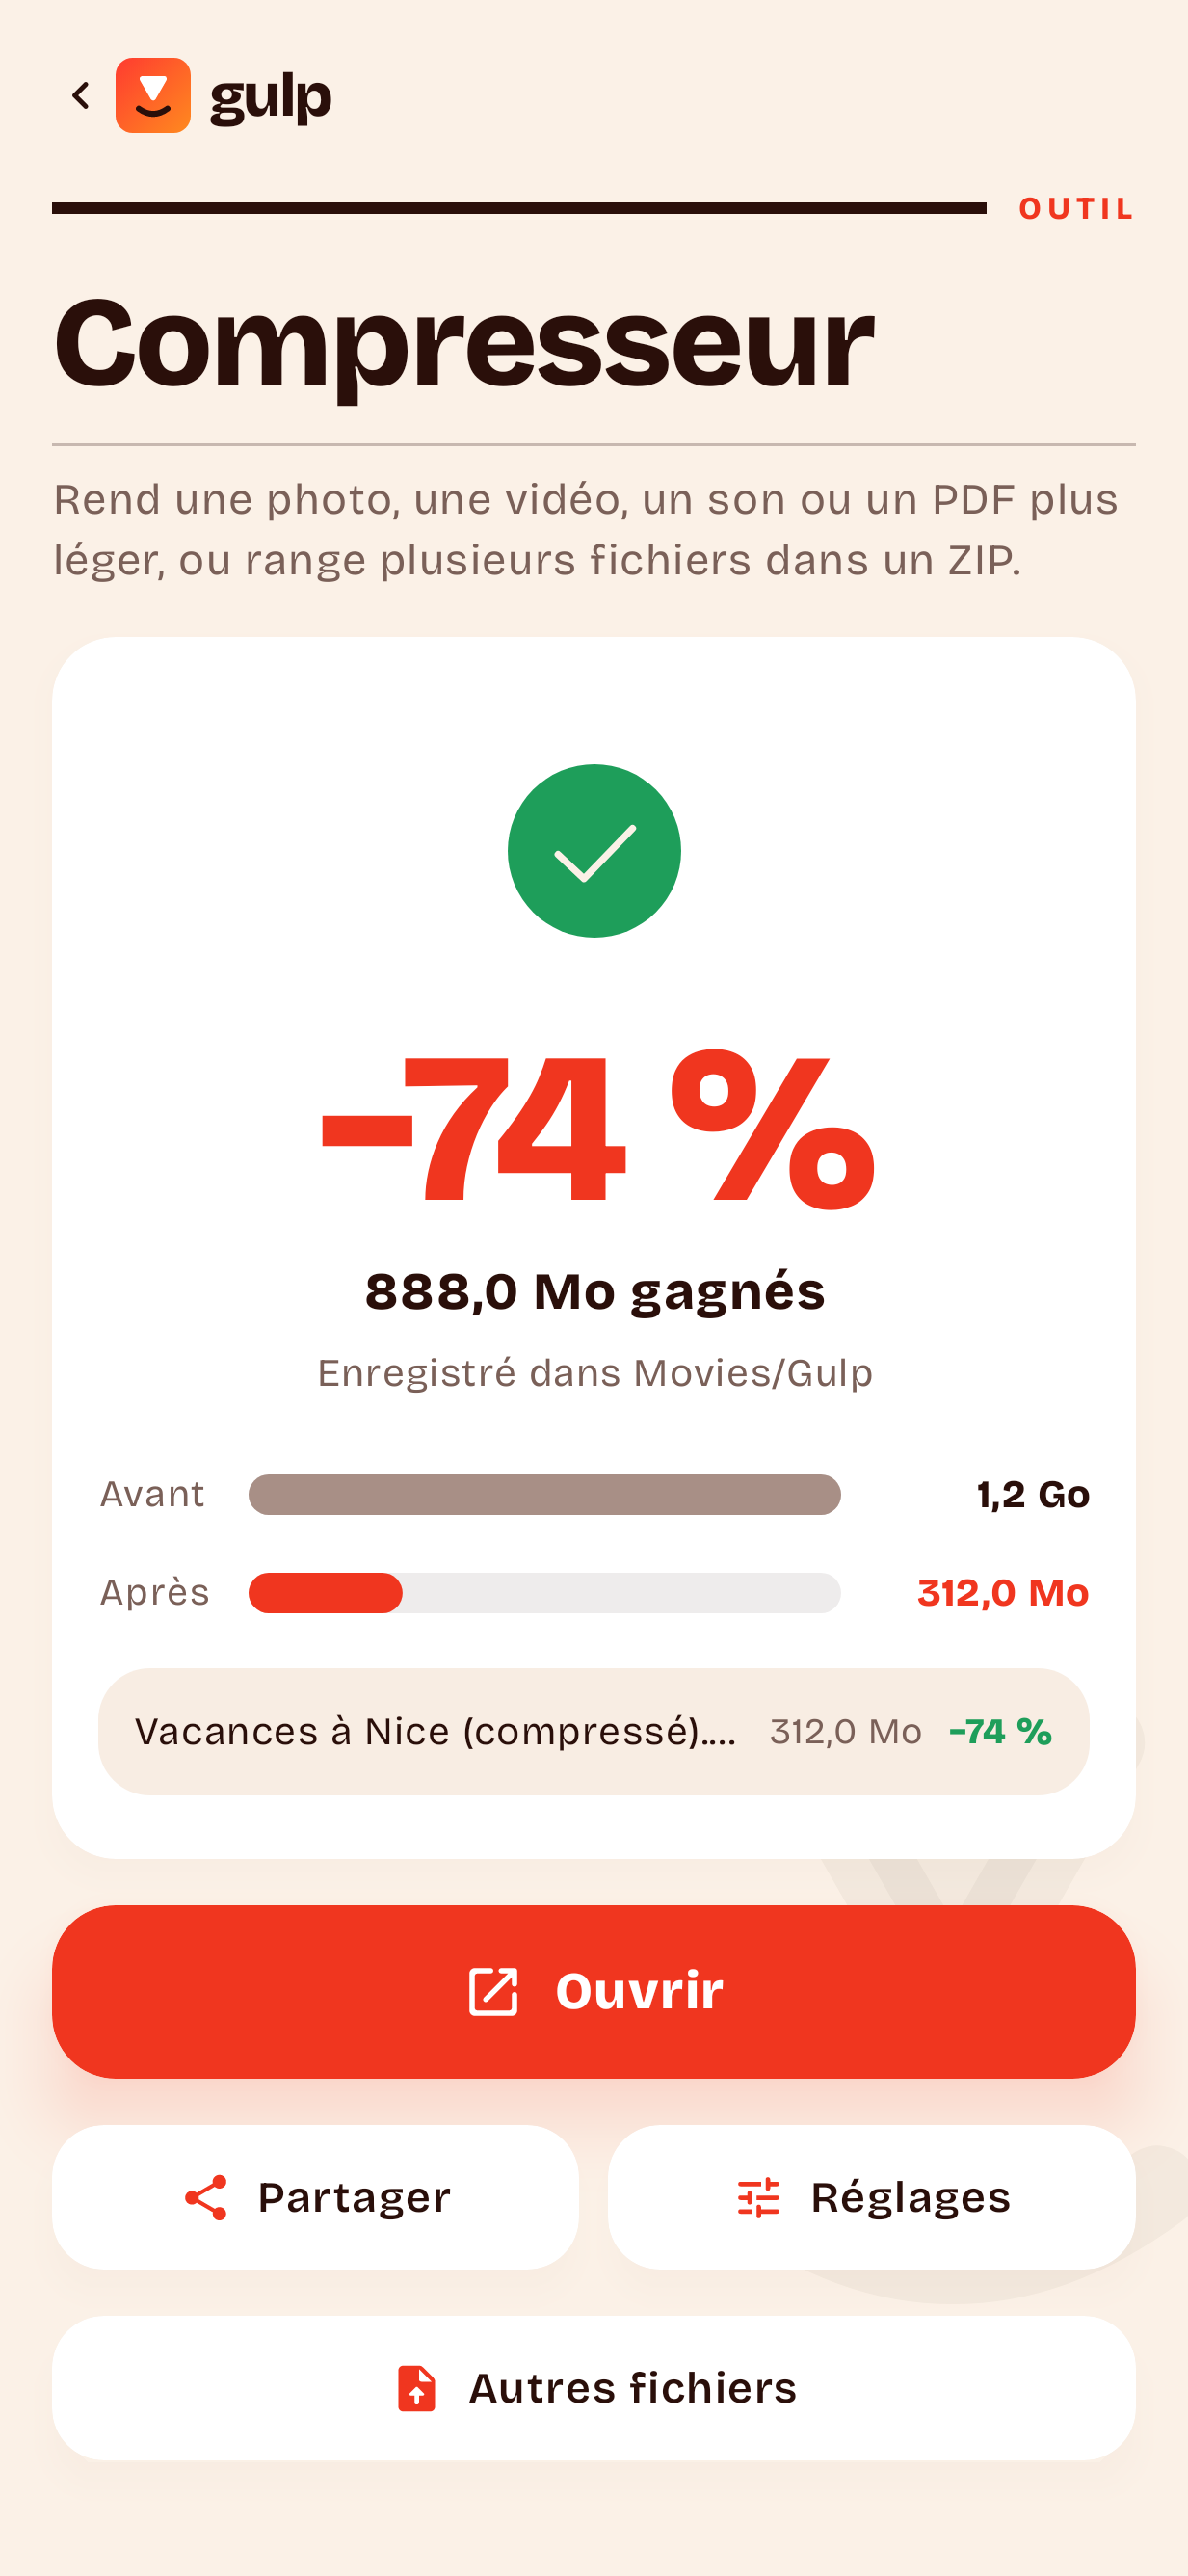 gulp
OUTIL
Compresseur
Rend une photo, une vidéo, un son ou un PDF plus
léger, ou range plusieurs fichiers dans un ZIP.
−74 %
888,0 Mo gagnés
Enregistré dans Movies/Gulp
Avant 1,2 Go
Après 312,0 Mo
Vacances à Nice (compressé).… 312,0 Mo −74 %
Ouvrir
Partager Réglages
Autres fichiers